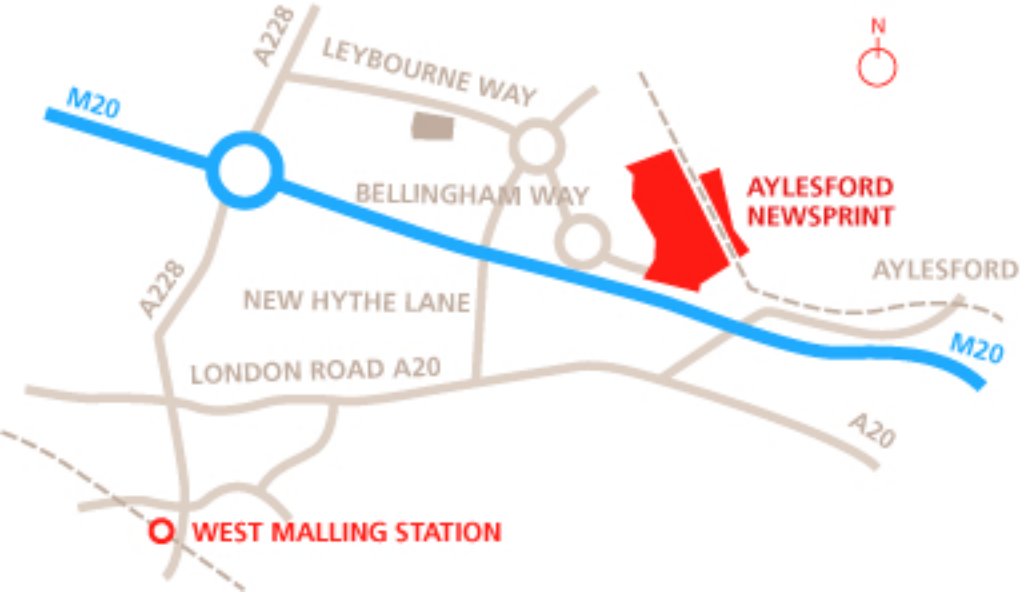 N
A228
LEYBOURNE WAY
M20
BELLINGHAM WAY
AYLESFORD
NEWSPRINT
AYLESFORD
A228
NEW HYTHE LANE
M20
LONDON ROAD A20
A20
WEST MALLING STATION